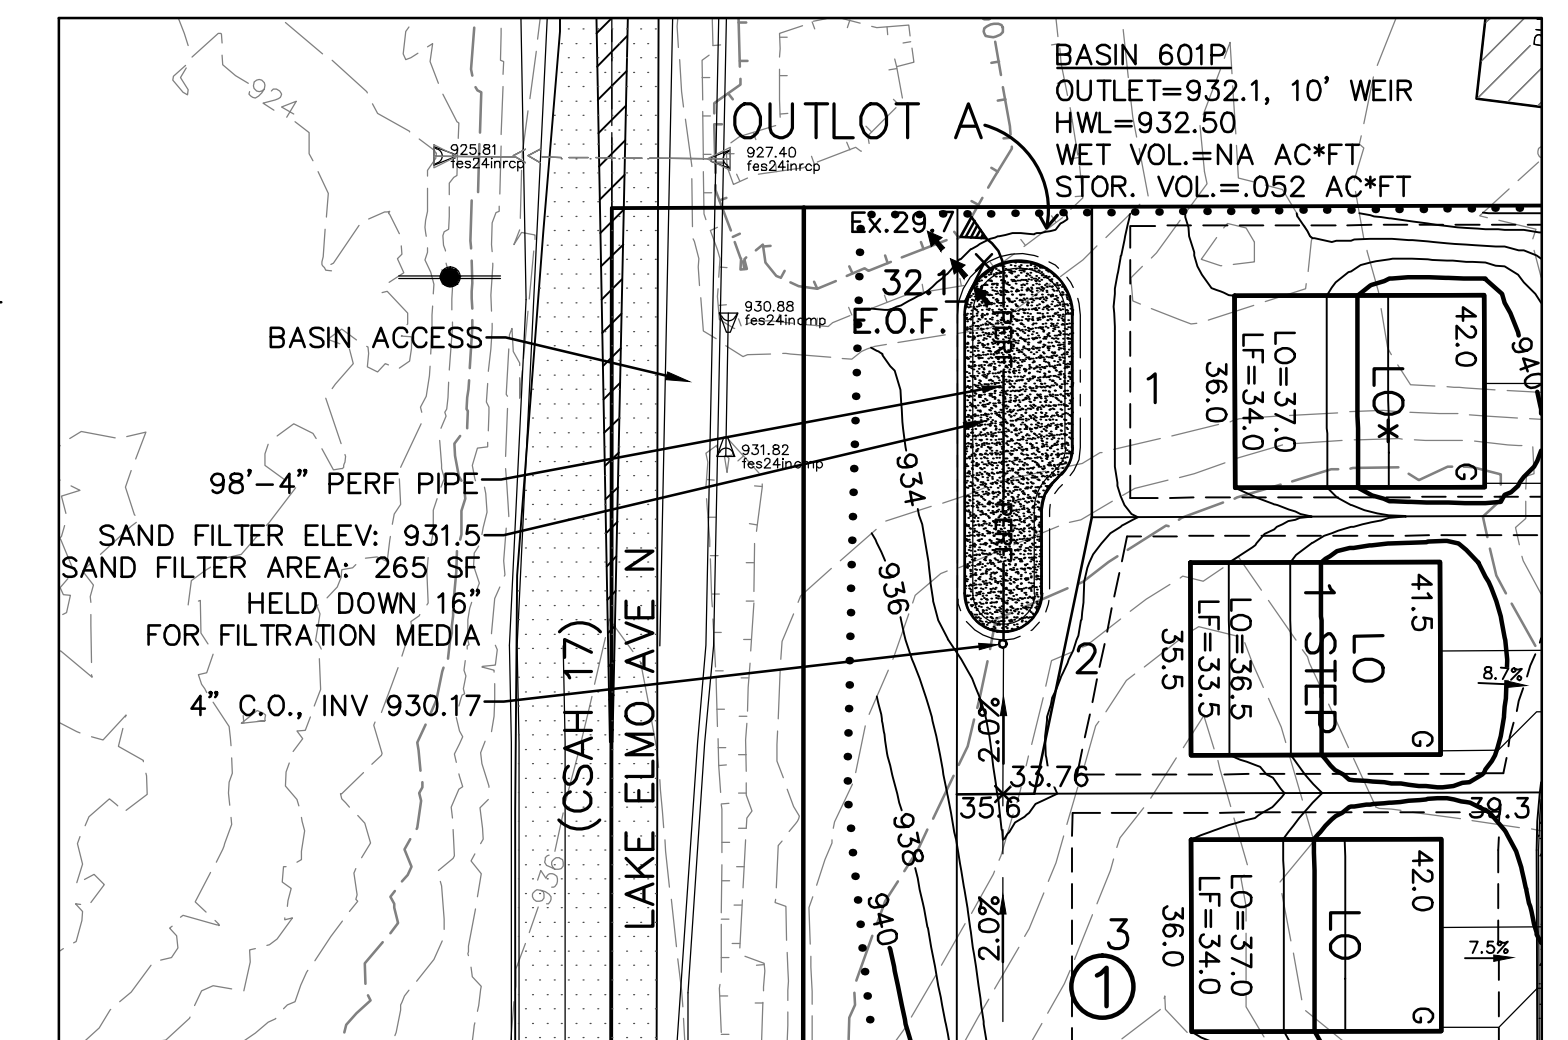 BASIN 601P
OUTLET=932.1, 10' WEIR
HWL=932.50
WET VOL.=NA AC*FT
STOR. VOL.=.052 AC*FT
OUTLOT A
924
925.81
fes24inrcp
927.40
fes24inrcp
Ex.29.7
32.1
E.O.F.
930.88
fes24incmp
BASIN ACCESS
931.82
fes24incmp
98'-4" PERF PIPE
SAND FILTER ELEV: 931.5
SAND FILTER AREA: 265 SF
HELD DOWN 16"
FOR FILTRATION MEDIA
4" C.O., INV 930.17
(CSAH 17)
LAKE ELMO AVE N
PERF
PERF
934
936
938
940
936
940
1
42.0
LO*
G
LO=37.0
LF=34.0
36.0
2
41.5
LO
1 STEP
G
LO=36.5
LF=33.5
35.5
8.7%
2.0%
33.76
35.6
39.3
2.0%
3
1
42.0
LO
G
LO=37.0
LF=34.0
36.0
7.5%